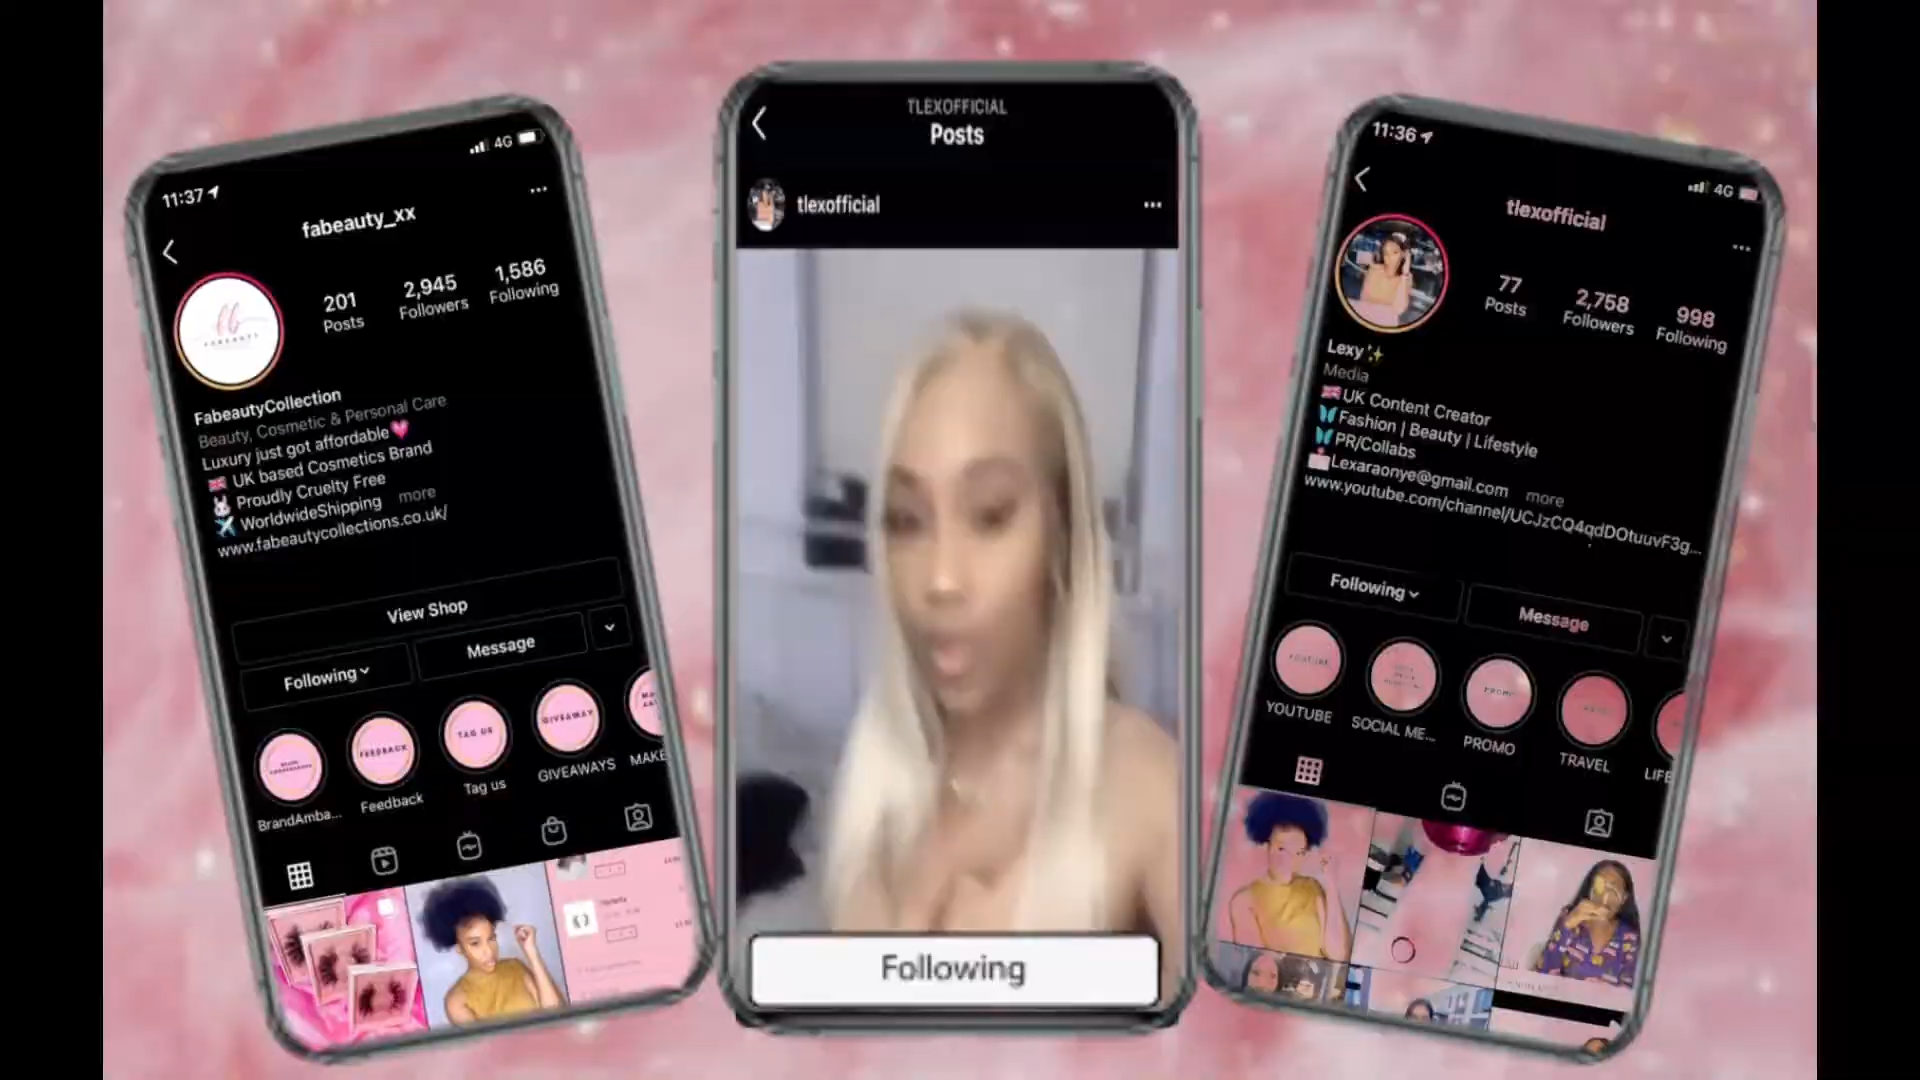 11:37
4G
fabeauty_xx
201
Posts
2,945
Followers
1,586
Following
FabeautyCollection
Beauty, Cosmetic & Personal Care
Luxury just got affordable
UK based Cosmetics Brand
Proudly Cruelty Free
WorldwideShipping more
www.fabeautycollections.co.uk/
View Shop
Following
Message
FEEDBACK
TAG US
GIVEAWAY
BrandAmba...
Feedback
Tag us
GIVEAWAYS
MAKE
TLEXOFFICIAL
Posts
tlexofficial
Following
11:36
4G
tlexofficial
77
Posts
2,758
Followers
998
Following
Lexy
Media
UK Content Creator
Fashion | Beauty | Lifestyle
PR/Collabs
Lexaraonye@gmail.com more
www.youtube.com/channel/UCJzCQ4qdDOtuuvF3g...
Following
Message
YOUTUBE
PROMO
YOUTUBE
SOCIAL ME...
PROMO
TRAVEL
LIFE